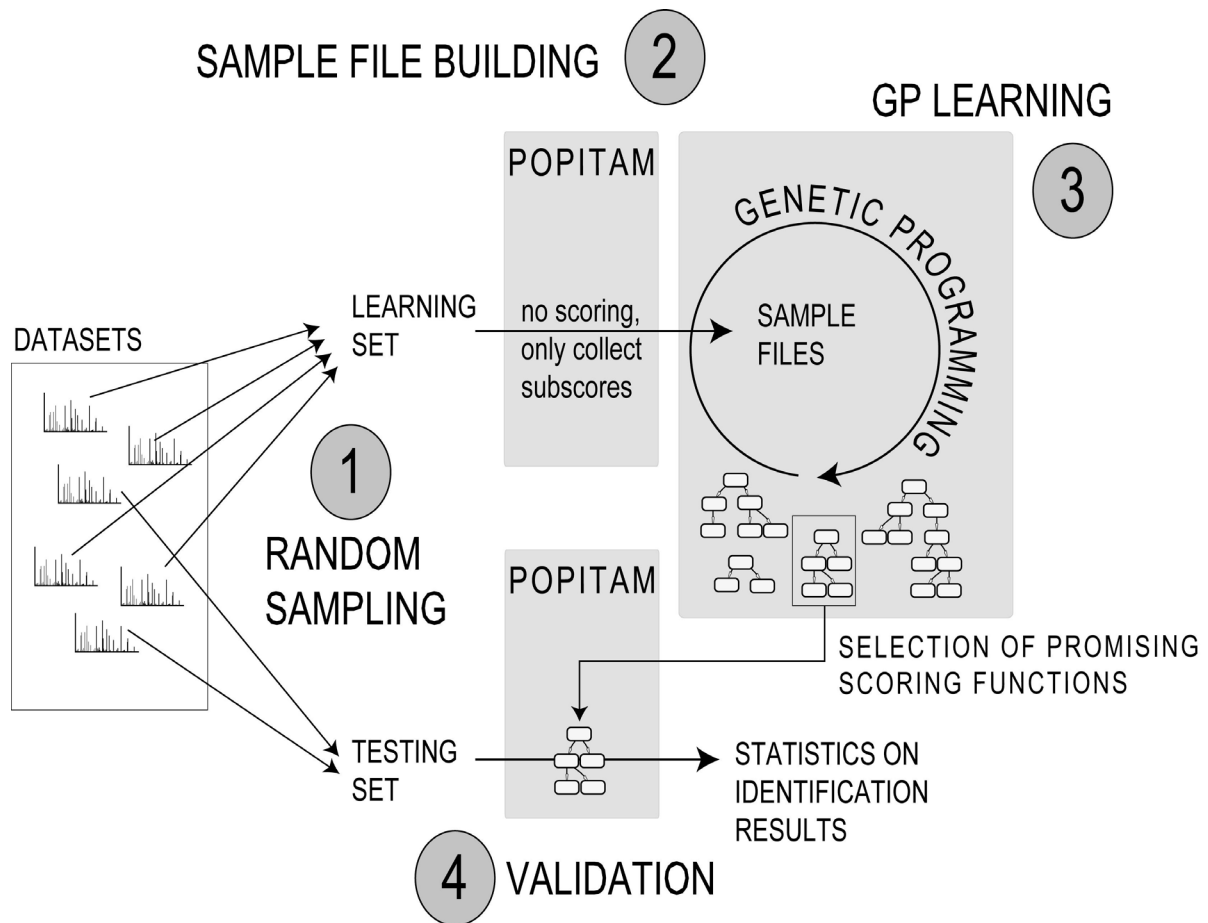 SAMPLE FILE BUILDING
2
GP LEARNING
3
POPITAM
GENETIC PROGRAMMING
DATASETS
LEARNING
SET
no scoring,
only collect
subscores
SAMPLE
FILES
1
RANDOM
SAMPLING
POPITAM
SELECTION OF PROMISING
SCORING FUNCTIONS
TESTING
SET
STATISTICS ON
IDENTIFICATION
RESULTS
4
VALIDATION